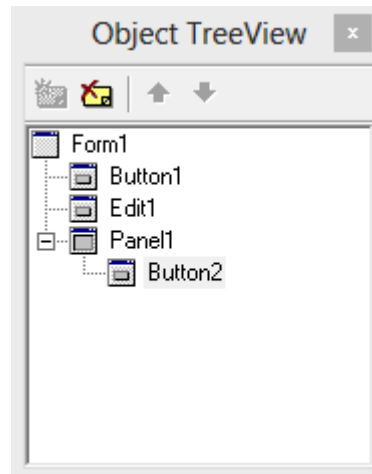 Object TreeView
Form1
Button1
Edit1
Panel1
Button2